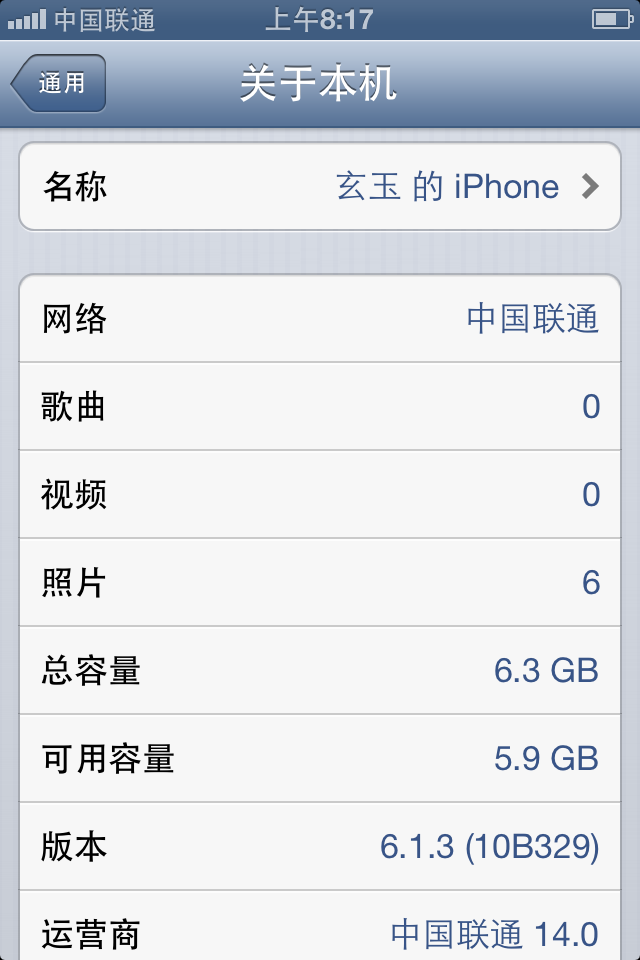 中国联通 上午8:17
通用 关于本机
名称 玄玉 的 iPhone
网络 中国联通
歌曲 0
视频 0
照片 6
总容量 6.3 GB
可用容量 5.9 GB
版本 6.1.3 (10B329)
运营商 中国联通 14.0